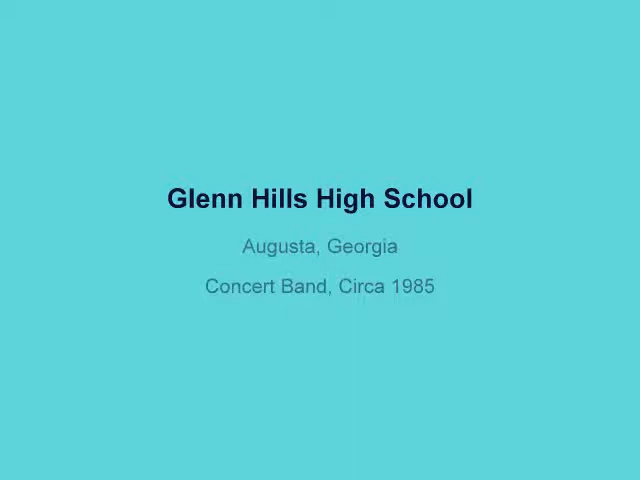 Glenn Hills High School
Augusta, Georgia
Concert Band, Circa 1985